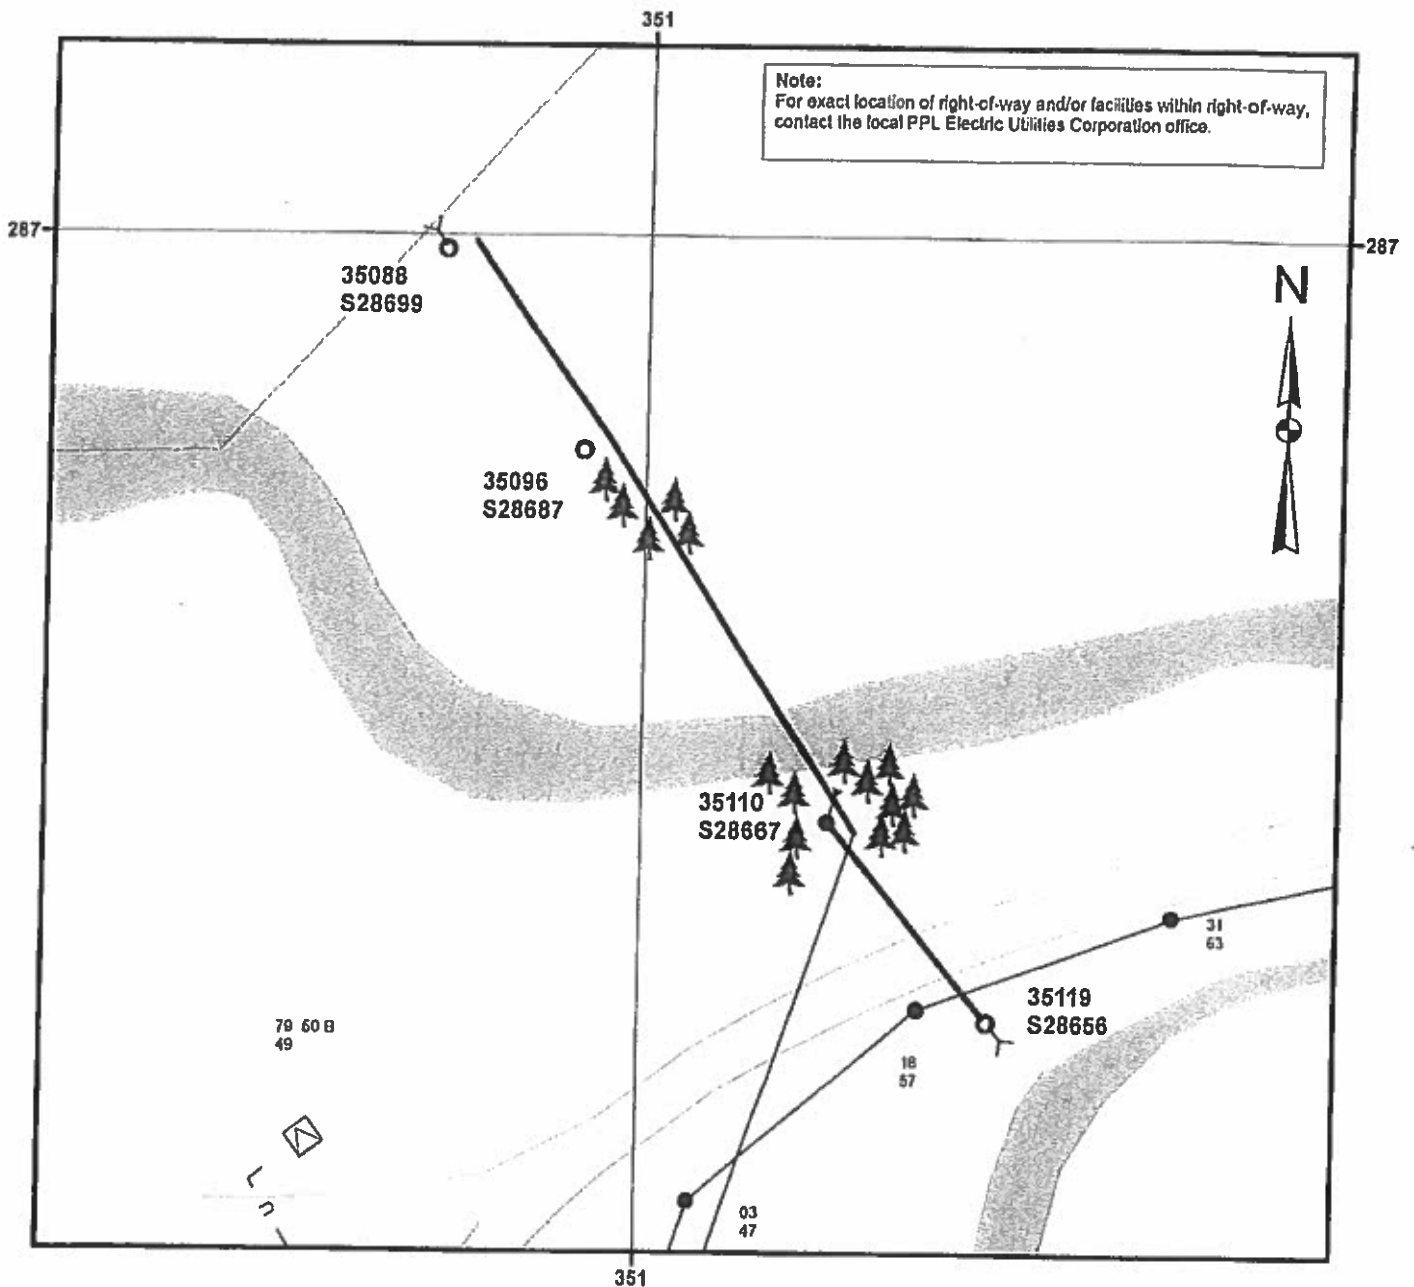 351
Note:
For exact location of right-of-way and/or facilities within right-of-way,
contact the local PPL Electric Utilities Corporation office.
287
287
N
35088
S28699
35096
S28687
35110
S28667
31
63
35119
S28656
18
57
79 60 B
49
L
n
03
47
351